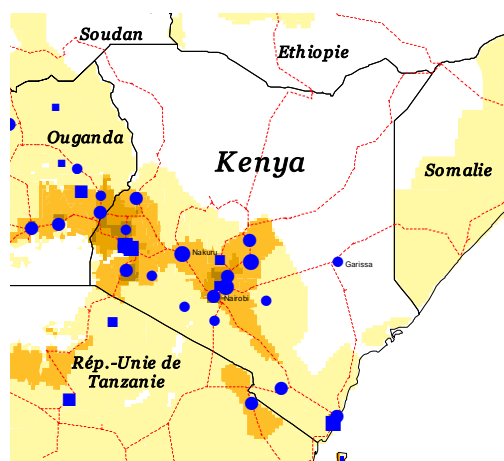 Soudan
Ethiopie
Ouganda
Kenya
Somalie
Nakuru
Garissa
Nairobi
Rép.-Unie de
Tanzanie